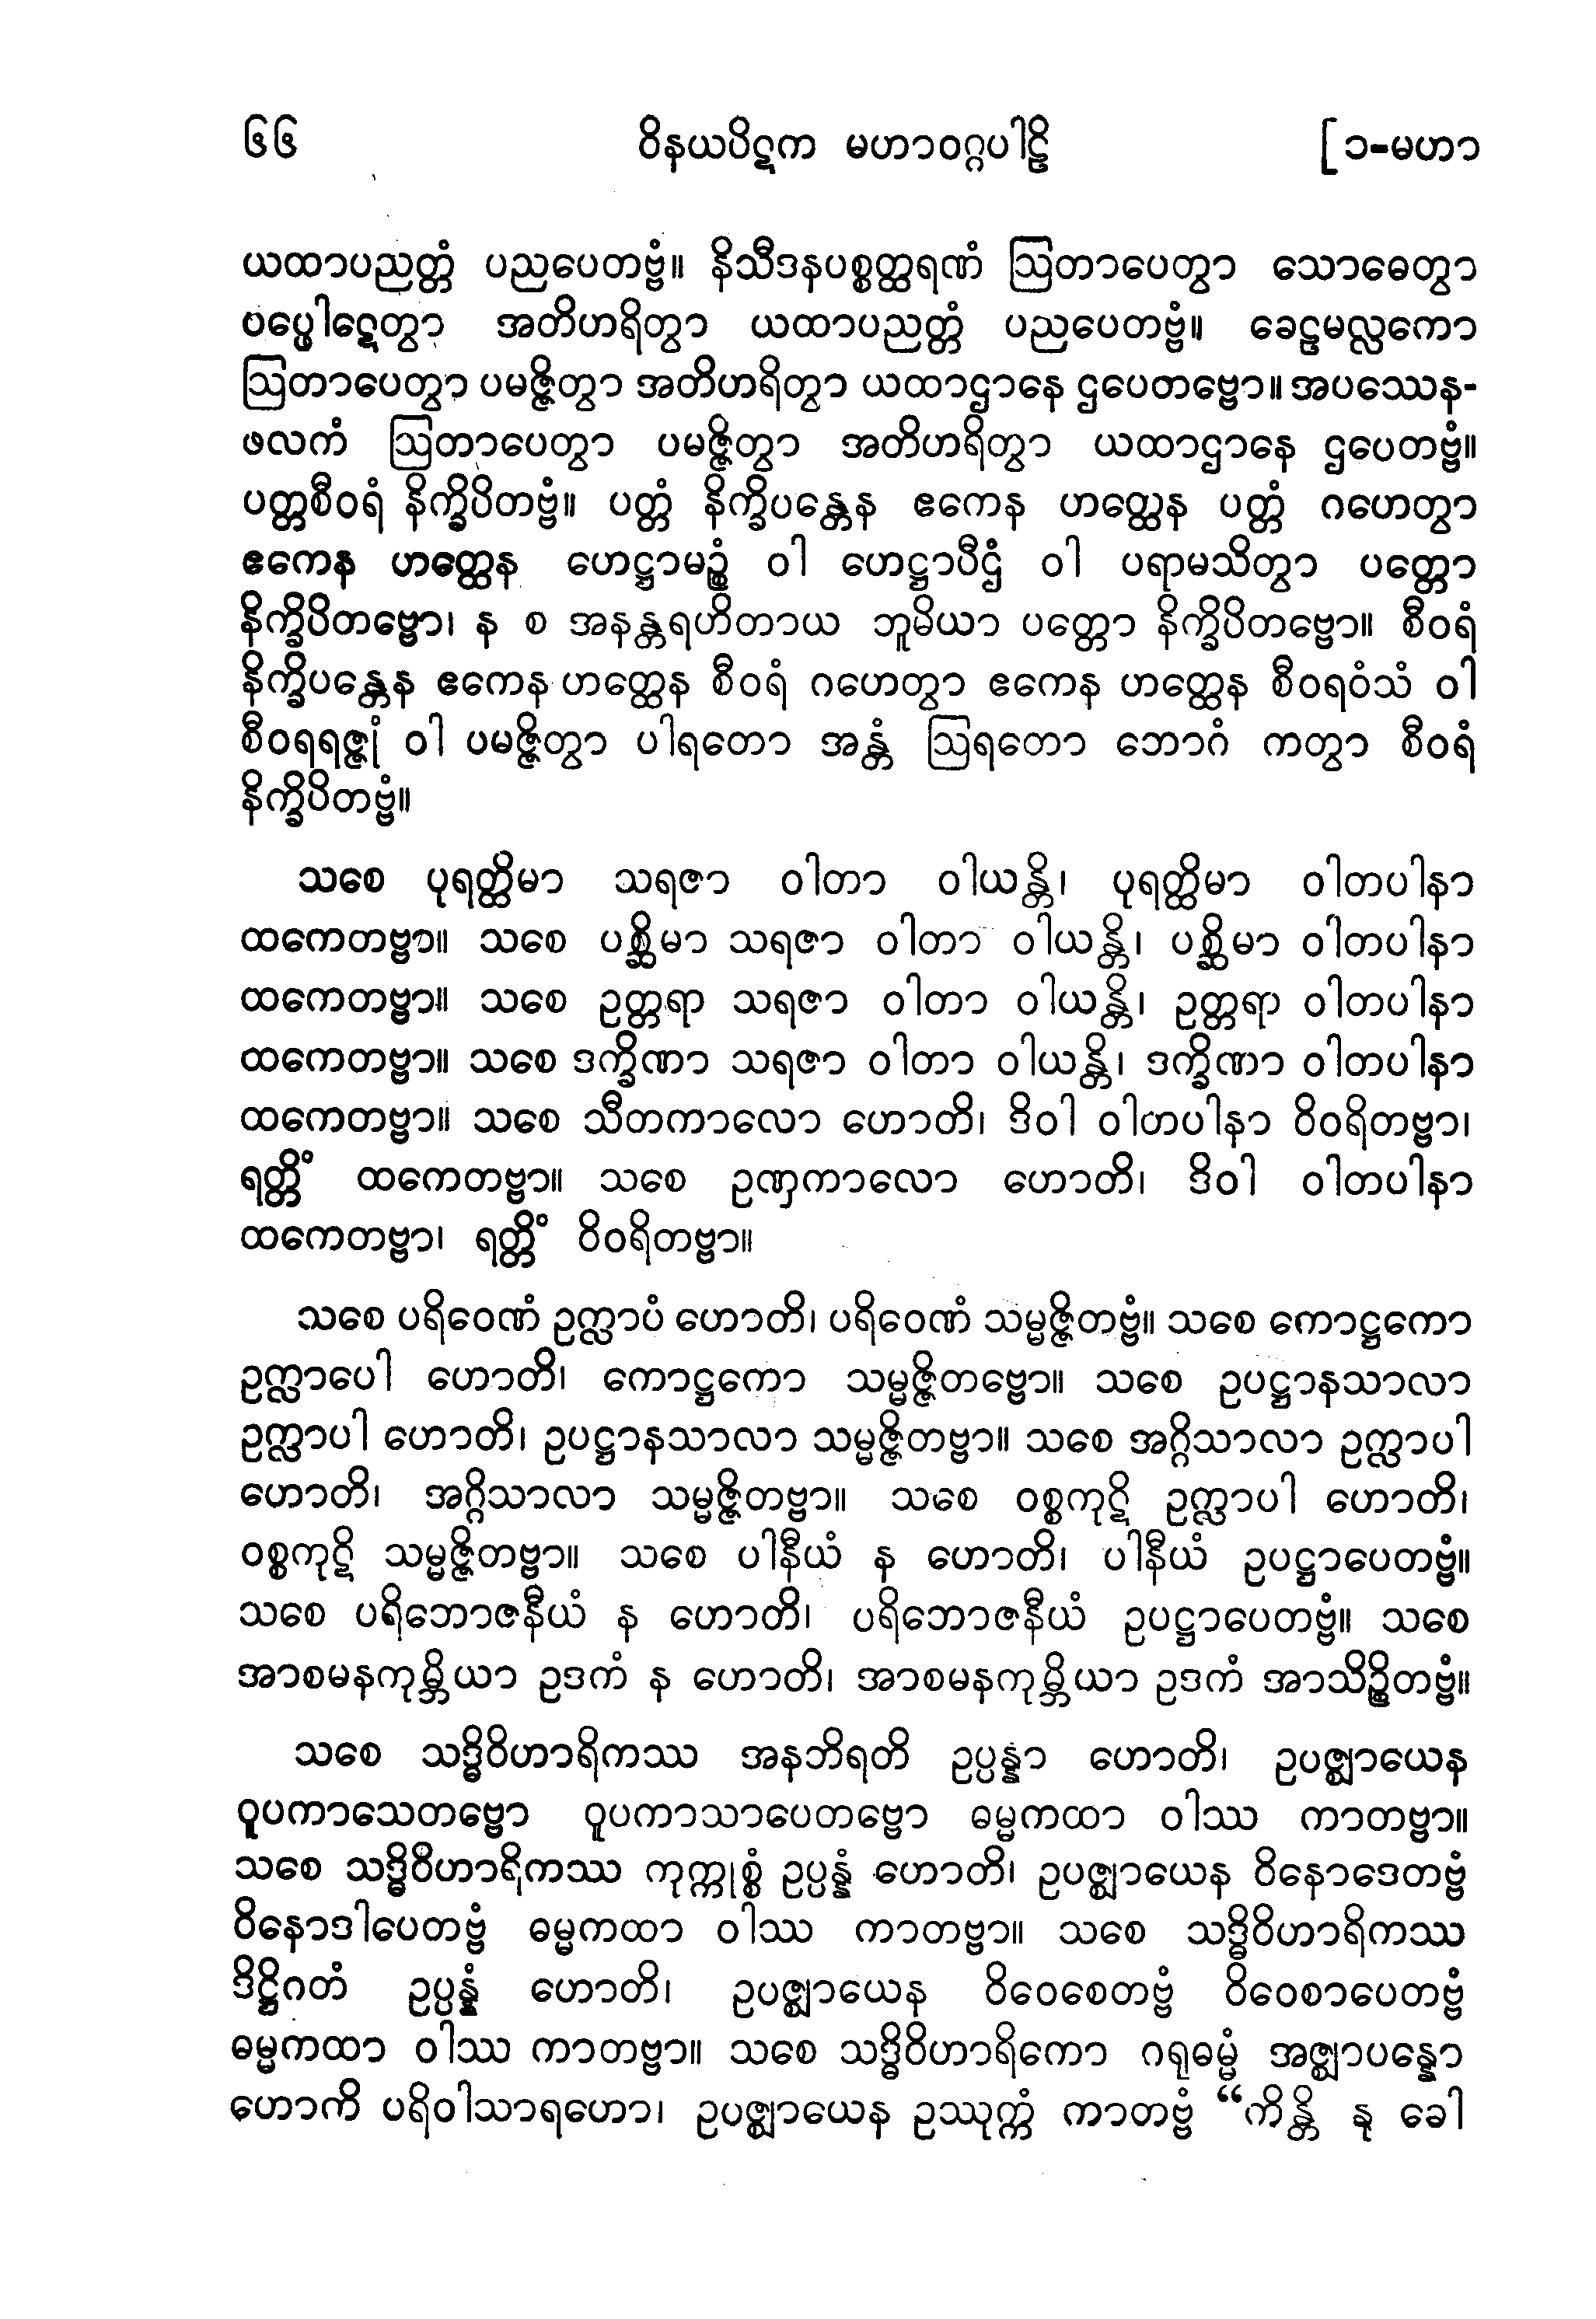 ၆၆ ဝိနယပိဋက မဟာဝဂ္ဂပါဠိ [၁-မဟာ
ယထာပညတ္တံ ပညပေတဗ္ဗံ။ နိသီဒနပစ္စတ္ထရဏံ ဩတာပေတွာ သောဓေတွာ
ပပ္ဖေါဋေတွာ အတိဟရိတွာ ယထာပညတ္တံ ပညပေတဗ္ဗံ။ ခေဠမလ္လကော
ဩတာပေတွာ ပမဇ္ဇိတွာ အတိဟရိတွာ ယထာဌာနေ ဌပေတဗ္ဗော။ အပဿေန-
ဖလကံ ဩတာပေတွာ ပမဇ္ဇိတွာ အတိဟရိတွာ ယထာဌာနေ ဌပေတဗ္ဗံ။
ပတ္တစီဝရံ နိက္ခိပိတဗ္ဗံ။ ပတ္တံ နိက္ခိပန္တေန ဧကေန ဟတ္ထေန ပတ္တံ ဂဟေတွာ
ဧကေန ဟတ္ထေန ဟေဋ္ဌာမဉ္စံ ဝါ ဟေဋ္ဌာပီဌံ ဝါ ပရာမသိတွာ ပတ္တော
နိက္ခိပိတဗ္ဗော၊ န စ အနန္တရဟိတာယ ဘူမိယာ ပတ္တော နိက္ခိပိတဗ္ဗော။ စီဝရံ
နိက္ခိပန္တေန ဧကေန ဟတ္ထေန စီဝရံ ဂဟေတွာ ဧကေန ဟတ္ထေန စီဝရဝံသံ ဝါ
စီဝရရဇ္ဇုံ ဝါ ပမဇ္ဇိတွာ ပါရတော အန္တံ ဩရတော ဘောဂံ ကတွာ စီဝရံ
နိက္ခိပိတဗ္ဗံ။
သစေ ပုရတ္ထိမာ သရဇာ ဝါတာ ဝါယန္တိ၊ ပုရတ္ထိမာ ဝါတပါနာ
ထကေတဗ္ဗာ။ သစေ ပစ္ဆိမာ သရဇာ ဝါတာ ဝါယန္တိ၊ ပစ္ဆိမာ ဝါတပါနာ
ထကေတဗ္ဗာ။ သစေ ဥတ္တရာ သရဇာ ဝါတာ ဝါယန္တိ၊ ဥတ္တရာ ဝါတပါနာ
ထကေတဗ္ဗာ။ သစေ ဒက္ခိဏာ သရဇာ ဝါတာ ဝါယန္တိ၊ ဒက္ခိဏာ ဝါတပါနာ
ထကေတဗ္ဗာ။ သစေ သီတကာလော ဟောတိ၊ ဒိဝါ ဝါတပါနာ ဝိဝရိတဗ္ဗာ၊
ရတ္တိံ ထကေတဗ္ဗာ။ သစေ ဥဏှကာလော ဟောတိ၊ ဒိဝါ ဝါတပါနာ
ထကေတဗ္ဗာ၊ ရတ္တိံ ဝိဝရိတဗ္ဗာ။
သစေ ပရိဝေဏံ ဥက္လာပံ ဟောတိ၊ ပရိဝေဏံ သမ္မဇ္ဇိတဗ္ဗံ။ သစေ ကောဋ္ဌကော
ဥက္လာပေါ ဟောတိ၊ ကောဋ္ဌကော သမ္မဇ္ဇိတဗ္ဗော။ သစေ ဥပဋ္ဌာနသာလာ
ဥက္လာပါ ဟောတိ၊ ဥပဋ္ဌာနသာလာ သမ္မဇ္ဇိတဗ္ဗာ။ သစေ အဂ္ဂိသာလာ ဥက္လာပါ
ဟောတိ၊ အဂ္ဂိသာလာ သမ္မဇ္ဇိတဗ္ဗာ။ သစေ ဝစ္စကုဋိ ဥက္လာပါ ဟောတိ၊
ဝစ္စကုဋိ သမ္မဇ္ဇိတဗ္ဗာ။ သစေ ပါနီယံ န ဟောတိ၊ ပါနီယံ ဥပဋ္ဌာပေတဗ္ဗံ။
သစေ ပရိဘောဇနီယံ န ဟောတိ၊ ပရိဘောဇနီယံ ဥပဋ္ဌာပေတဗ္ဗံ။ သစေ
အာစမနကုမ္ဘိယာ ဥဒကံ န ဟောတိ၊ အာစမနကုမ္ဘိယာ ဥဒကံ အာသိဉ္စိတဗ္ဗံ။
သစေ သဒ္ဓိဝိဟာရိကဿ အနဘိရတိ ဥပ္ပန္နာ ဟောတိ၊ ဥပဇ္ဈာယေန
ဝူပကာသေတဗ္ဗော ဝူပကာသာပေတဗ္ဗော ဓမ္မကထာ ဝါဿ ကာတဗ္ဗာ။
သစေ သဒ္ဓိဝိဟာရိကဿ ကုက္ကုစ္စံ ဥပ္ပန္နံ ဟောတိ၊ ဥပဇ္ဈာယေန ဝိနောဒေတဗ္ဗံ
ဝိနောဒါပေတဗ္ဗံ ဓမ္မကထာ ဝါဿ ကာတဗ္ဗာ။ သစေ သဒ္ဓိဝိဟာရိကဿ
ဒိဋ္ဌိဂတံ ဥပ္ပန္နံ ဟောတိ၊ ဥပဇ္ဈာယေန ဝိဝေစေတဗ္ဗံ ဝိဝေစာပေတဗ္ဗံ
ဓမ္မကထာ ဝါဿ ကာတဗ္ဗာ။ သစေ သဒ္ဓိဝိဟာရိကော ဂရုဓမ္မံ အဇ္ဈာပန္နော
ဟောကိ ပရိဝါသာရဟော၊ ဥပဇ္ဈာယေန ဥဿုက္ကံ ကာတဗ္ဗံ “ကိန္တိ နု ခေါ